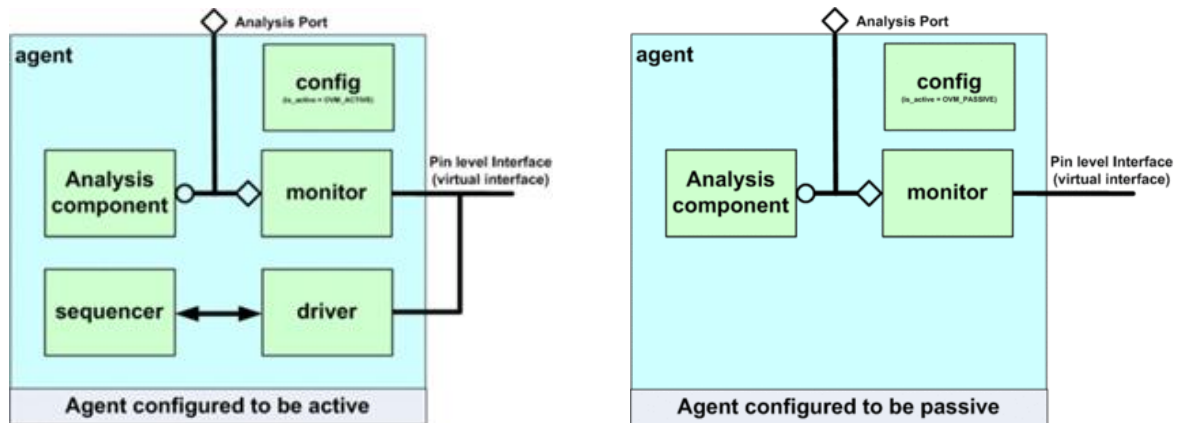 Analysis Port
agent
config
(is_active = OVM_ACTIVE)
Analysis
component
monitor
Pin level Interface
(virtual interface)
sequencer
driver
Agent configured to be active
Analysis Port
agent
config
(is_active = OVM_PASSIVE)
Analysis
component
monitor
Pin level Interface
(virtual interface)
Agent configured to be passive